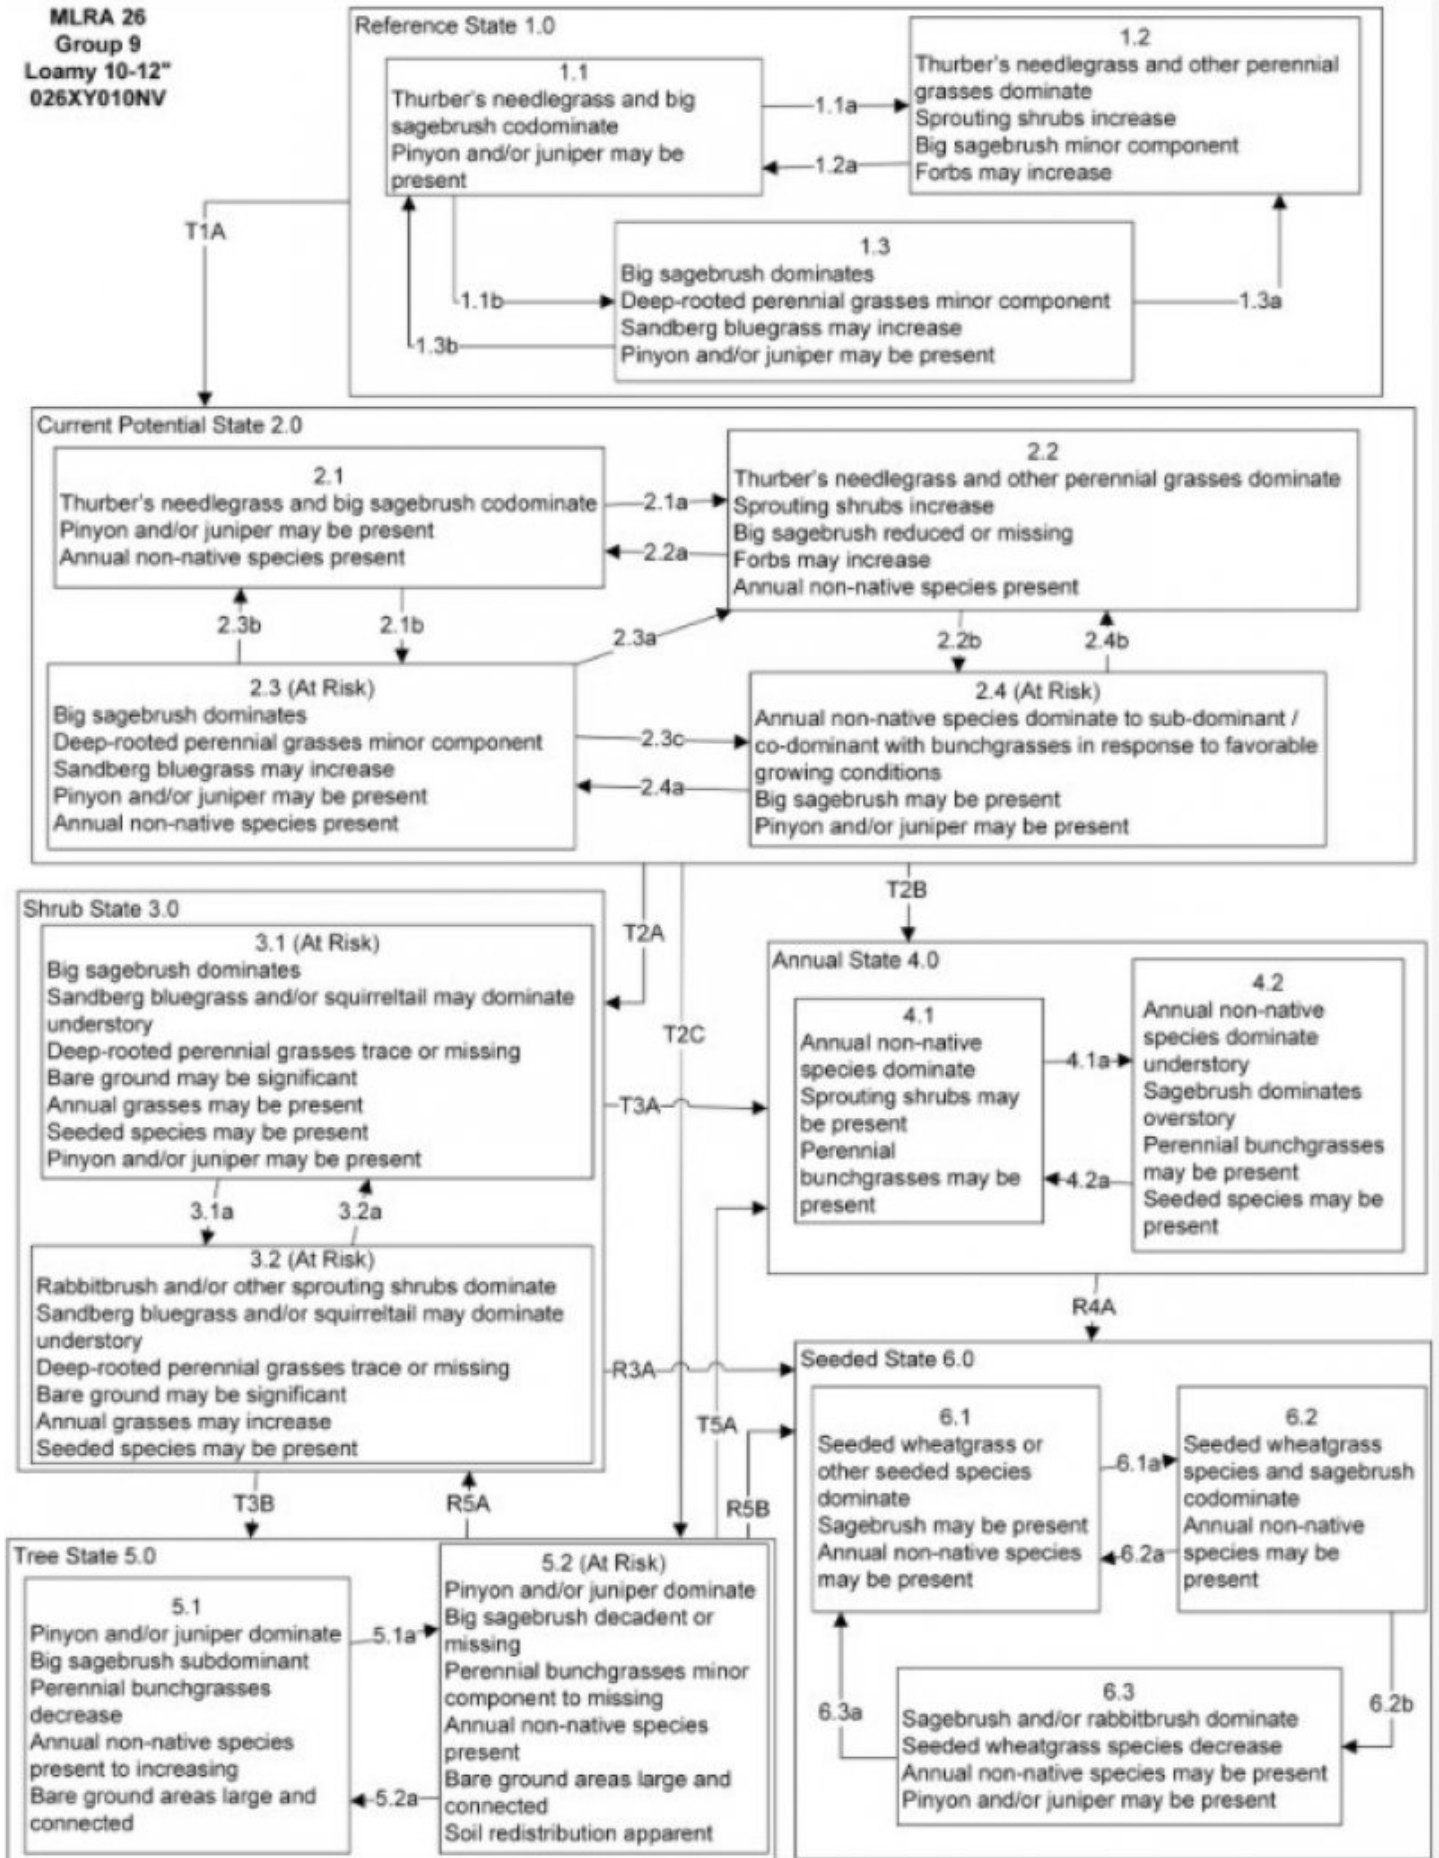 MLRA 26
Group 9
Loamy 10-12"
026XY010NV
Reference State 1.0
1.1
Thurber's needlegrass and big
sagebrush codominate
Pinyon and/or juniper may be
present
1.1a
1.2a
1.2
Thurber's needlegrass and other perennial
grasses dominate
Sprouting shrubs increase
Big sagebrush minor component
Forbs may increase
T1A
1.1b
1.3b
1.3
Big sagebrush dominates
Deep-rooted perennial grasses minor component
Sandberg bluegrass may increase
Pinyon and/or juniper may be present
1.3a
Current Potential State 2.0
2.1
Thurber's needlegrass and big sagebrush codominate
Pinyon and/or juniper may be present
Annual non-native species present
2.1a
2.2a
2.2
Thurber's needlegrass and other perennial grasses dominate
Sprouting shrubs increase
Big sagebrush reduced or missing
Forbs may increase
Annual non-native species present
2.3b
2.1b
2.3a
2.2b
2.4b
2.3 (At Risk)
Big sagebrush dominates
Deep-rooted perennial grasses minor component
Sandberg bluegrass may increase
Pinyon and/or juniper may be present
Annual non-native species present
2.3c
2.4a
2.4 (At Risk)
Annual non-native species dominate to sub-dominant /
co-dominant with bunchgrasses in response to favorable
growing conditions
Big sagebrush may be present
Pinyon and/or juniper may be present
T2A
T2C
T2B
Shrub State 3.0
3.1 (At Risk)
Big sagebrush dominates
Sandberg bluegrass and/or squirreltail may dominate
understory
Deep-rooted perennial grasses trace or missing
Bare ground may be significant
Annual grasses may be present
Seeded species may be present
Pinyon and/or juniper may be present
3.1a
3.2a
3.2 (At Risk)
Rabbitbrush and/or other sprouting shrubs dominate
Sandberg bluegrass and/or squirreltail may dominate
understory
Deep-rooted perennial grasses trace or missing
Bare ground may be significant
Annual grasses may increase
Seeded species may be present
T3A
Annual State 4.0
4.1
Annual non-native
species dominate
Sprouting shrubs may
be present
Perennial
bunchgrasses may be
present
4.1a
4.2a
4.2
Annual non-native
species dominate
understory
Sagebrush dominates
overstory
Perennial bunchgrasses
may be present
Seeded species may be
present
R4A
R3A
T5A
R5B
T3B
R5A
Tree State 5.0
5.1
Pinyon and/or juniper dominate
Big sagebrush subdominant
Perennial bunchgrasses
decrease
Annual non-native species
present to increasing
Bare ground areas large and
connected
5.1a
5.2a
5.2 (At Risk)
Pinyon and/or juniper dominate
Big sagebrush decadent or
missing
Perennial bunchgrasses minor
component to missing
Annual non-native species
present
Bare ground areas large and
connected
Soil redistribution apparent
Seeded State 6.0
6.1
Seeded wheatgrass or
other seeded species
dominate
Sagebrush may be present
Annual non-native species
may be present
6.1a
6.2a
6.2
Seeded wheatgrass
species and sagebrush
codominate
Annual non-native
species may be
present
6.3a
6.2b
6.3
Sagebrush and/or rabbitbrush dominate
Seeded wheatgrass species decrease
Annual non-native species may be present
Pinyon and/or juniper may be present